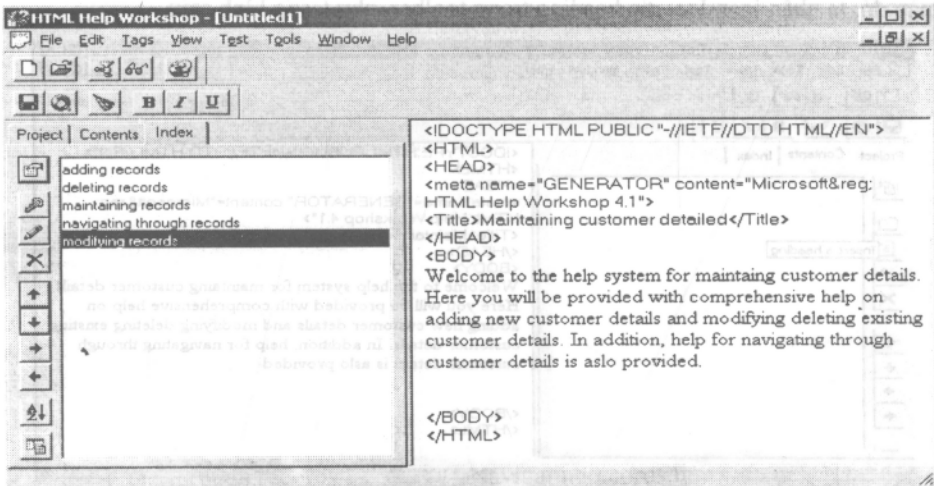 HTML Help Workshop - [Untitled1]
File Edit Tags View Test Tools Window Help
B I U
Project Contents Index
adding records
deleting records
maintaining records
navigating through records
modilying records
<!DOCTYPE HTML PUBLIC "-//IETF//DTD HTML//EN">
<HTML>
<HEAD>
<meta name="GENERATOR" content="Microsoft&reg;
HTML Help Workshop 4.1">
<Title>Maintaining customer detailed</Title>
</HEAD>
<BODY>
Welcome to the help system for maintaing customer details.
Here you will be provided with comprehensive help on
adding new customer details and modifying deleting existing
customer details. In addition, help for navigating through
customer details is aslo provided.
</BODY>
</HTML>